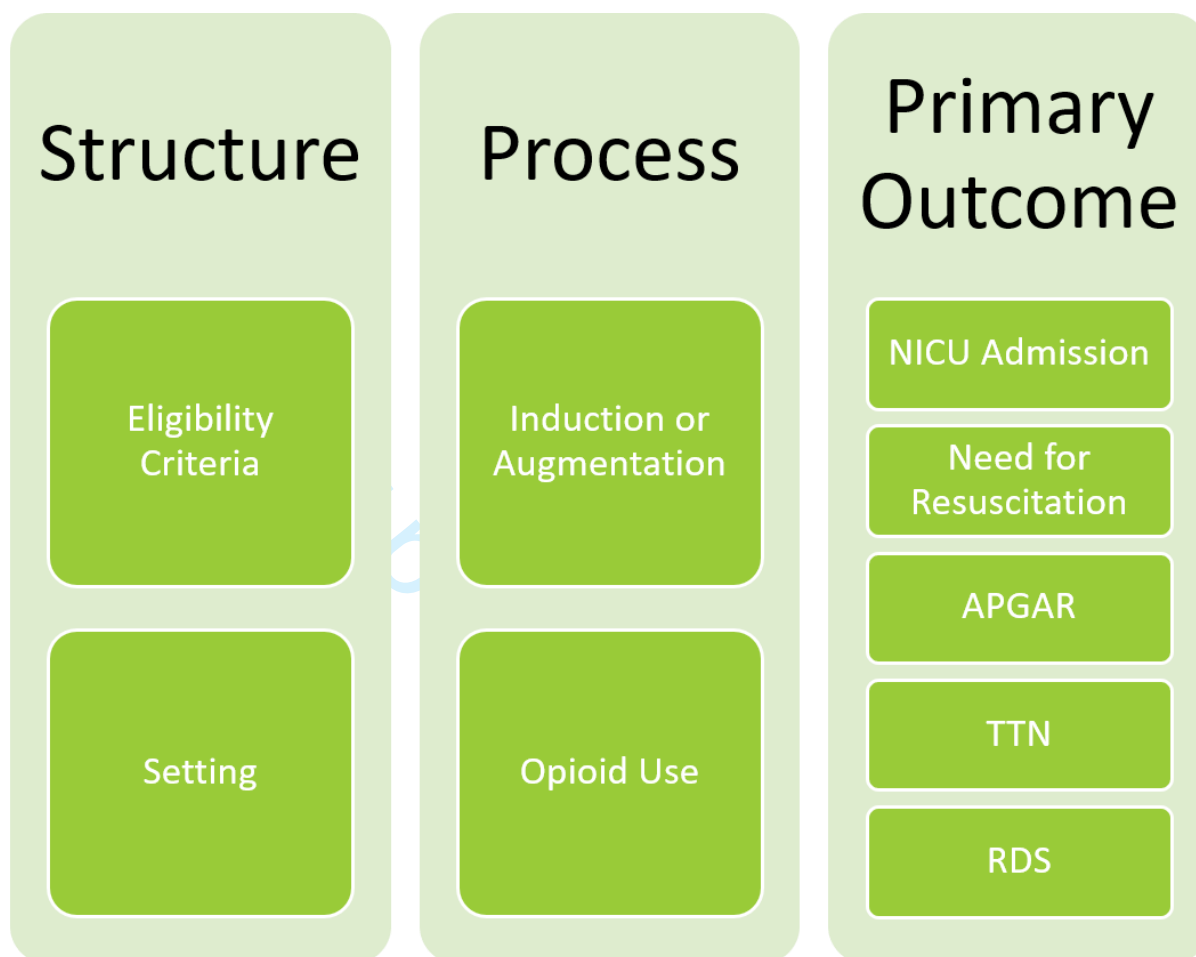 Structure
Eligibility
Criteria
Setting
Process
Induction or
Augmentation
Opioid Use
Primary
Outcome
NICU Admission
Need for
Resuscitation
APGAR
TTN
RDS